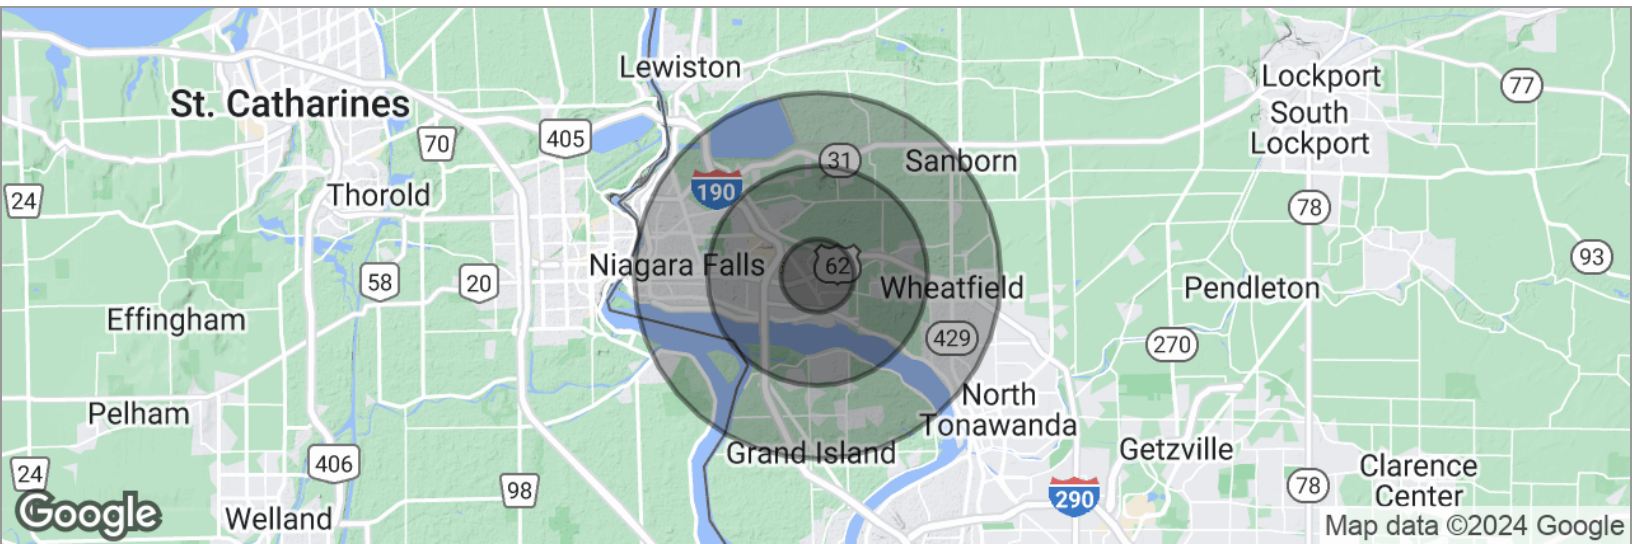 Lewiston
Lockport
77
St. Catharines
South
Lockport
70
405
31
Sanborn
190
Thorold
24
78
Niagara Falls
62
93
58
20
Wheatfield
Pendleton
Effingham
429
270
North
Tonawanda
Pelham
Grand Island
Getzville
406
24
98
290
78
Clarence
Center
Google
Welland
Map data ©2024 Google